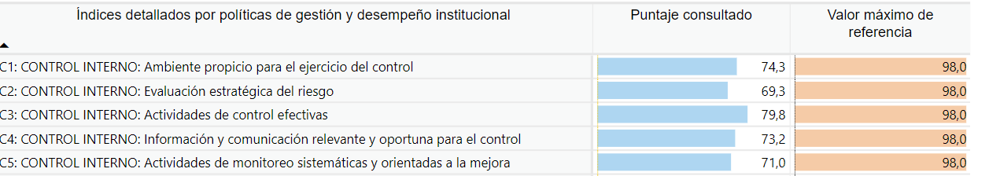 Índices detallados por políticas de gestión y desempeño institucional Puntaje consultado Valor máximo de
referencia
C1: CONTROL INTERNO: Ambiente propicio para el ejercicio del control 74,3 98,0
C2: CONTROL INTERNO: Evaluación estratégica del riesgo 69,3 98,0
C3: CONTROL INTERNO: Actividades de control efectivas 79,8 98,0
C4: CONTROL INTERNO: Información y comunicación relevante y oportuna para el control 73,2 98,0
C5: CONTROL INTERNO: Actividades de monitoreo sistemáticas y orientadas a la mejora 71,0 98,0